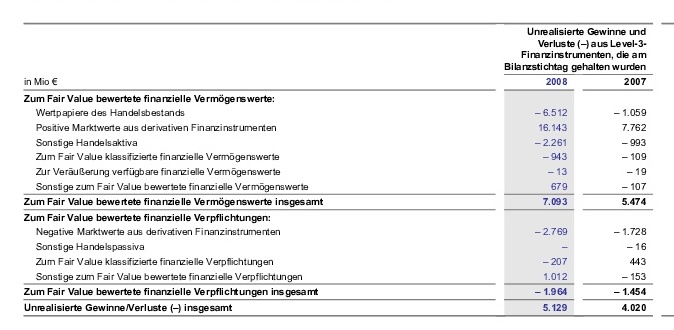 Unrealisierte Gewinne und
Verluste (–) aus Level-3-
Finanzinstrumenten, die am
Bilanzstichtag gehalten wurden
in Mio € 2008 2007
Zum Fair Value bewertete finanzielle Vermögenswerte:
Wertpapiere des Handelsbestands – 6.512 – 1.059
Positive Marktwerte aus derivativen Finanzinstrumenten 16.143 7.762
Sonstige Handelsaktiva – 2.261 – 993
Zum Fair Value klassifizierte finanzielle Vermögenswerte – 943 – 109
Zur Veräußerung verfügbare finanzielle Vermögenswerte – 13 – 19
Sonstige zum Fair Value bewertete finanzielle Vermögenswerte 679 – 107
Zum Fair Value bewertete finanzielle Vermögenswerte insgesamt 7.093 5.474
Zum Fair Value bewertete finanzielle Verpflichtungen:
Negative Marktwerte aus derivativen Finanzinstrumenten – 2.769 – 1.728
Sonstige Handelspassiva – – 16
Zum Fair Value klassifizierte finanzielle Verpflichtungen – 207 443
Sonstige zum Fair Value bewertete finanzielle Verpflichtungen 1.012 – 153
Zum Fair Value bewertete finanzielle Verpflichtungen insgesamt – 1.964 – 1.454
Unrealisierte Gewinne/Verluste (–) insgesamt 5.129 4.020